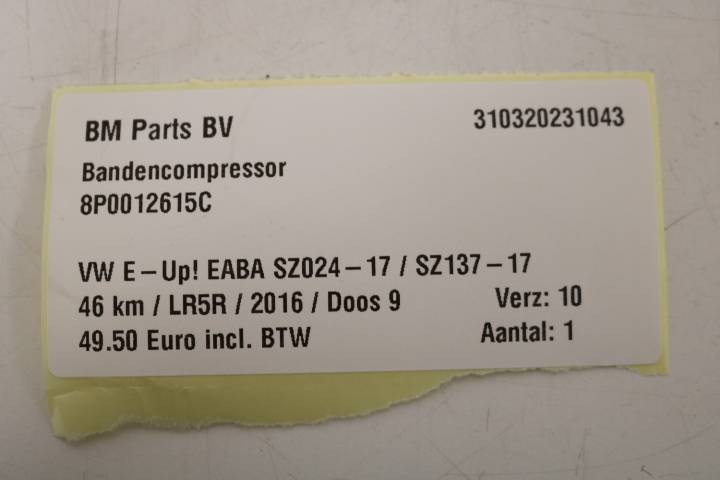 BM Parts BV 310320231043
Bandencompressor
8P0012615C
VW E-Up! EABA SZ024-17 / SZ137-17
46 km / LR5R / 2016 / Doos 9 Verz: 10
49.50 Euro incl. BTW Aantal: 1